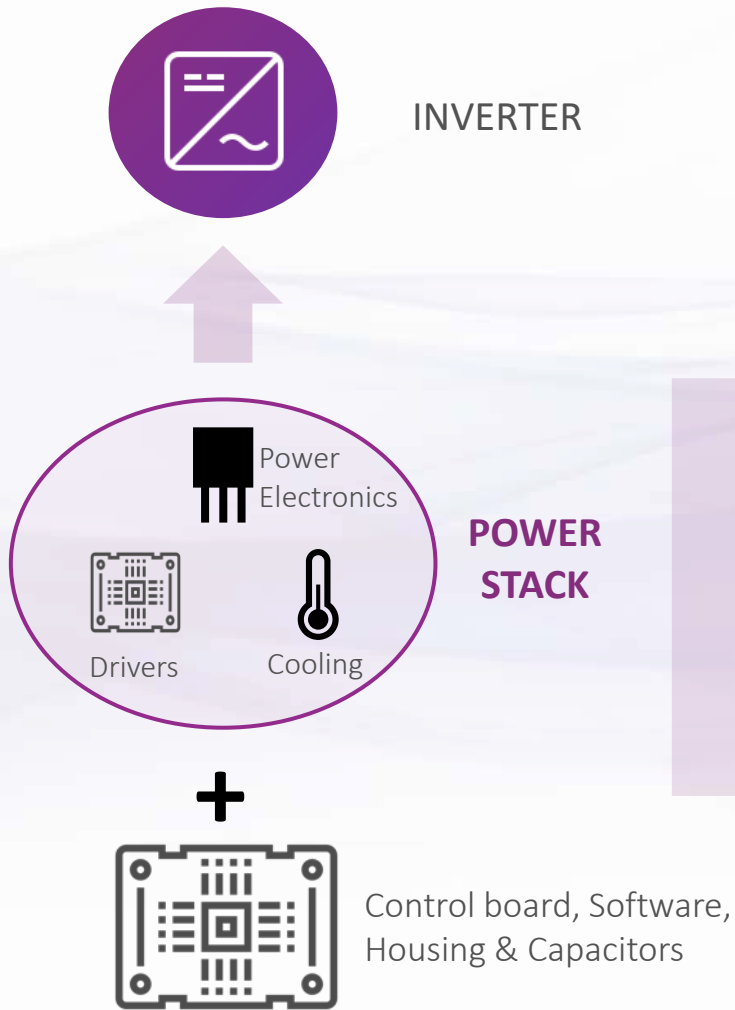 INVERTER
Power
Electronics
POWER
STACK
Drivers
Cooling
+
Control board, Software,
Housing & Capacitors